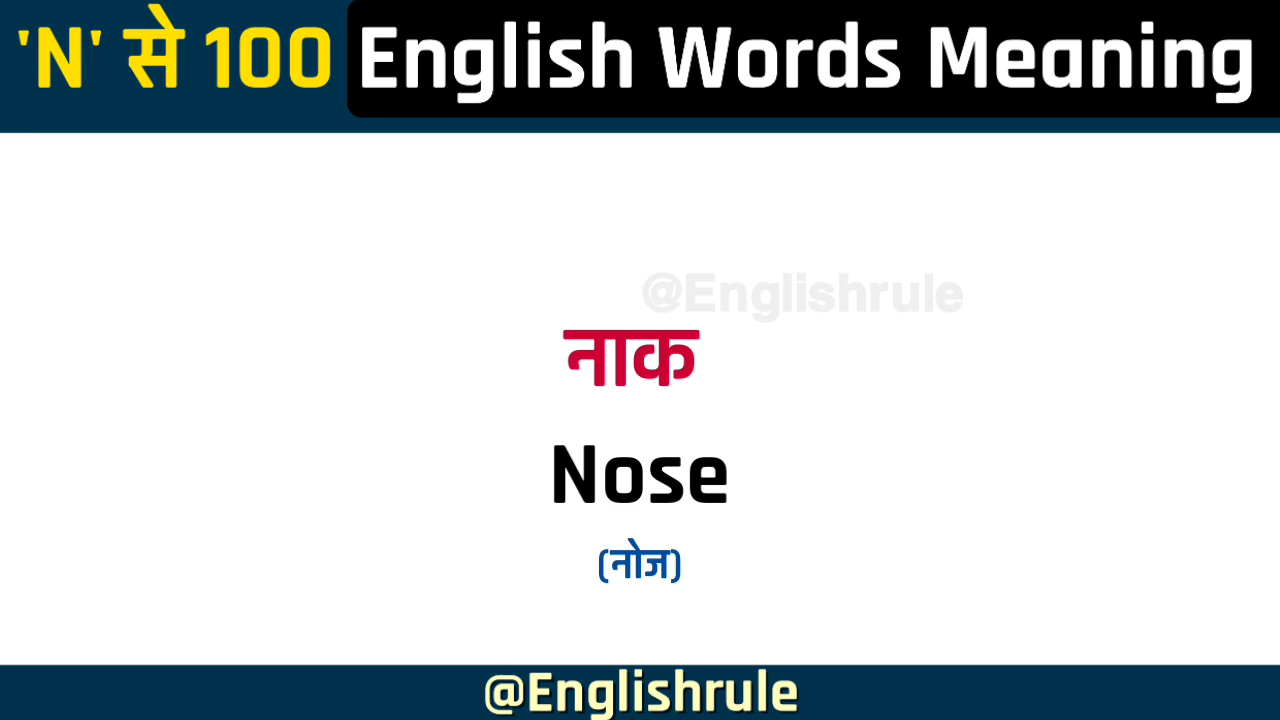 'N' से 100 English Words Meaning
@Englishrule
नाक
Nose
(नोज)
@Englishrule